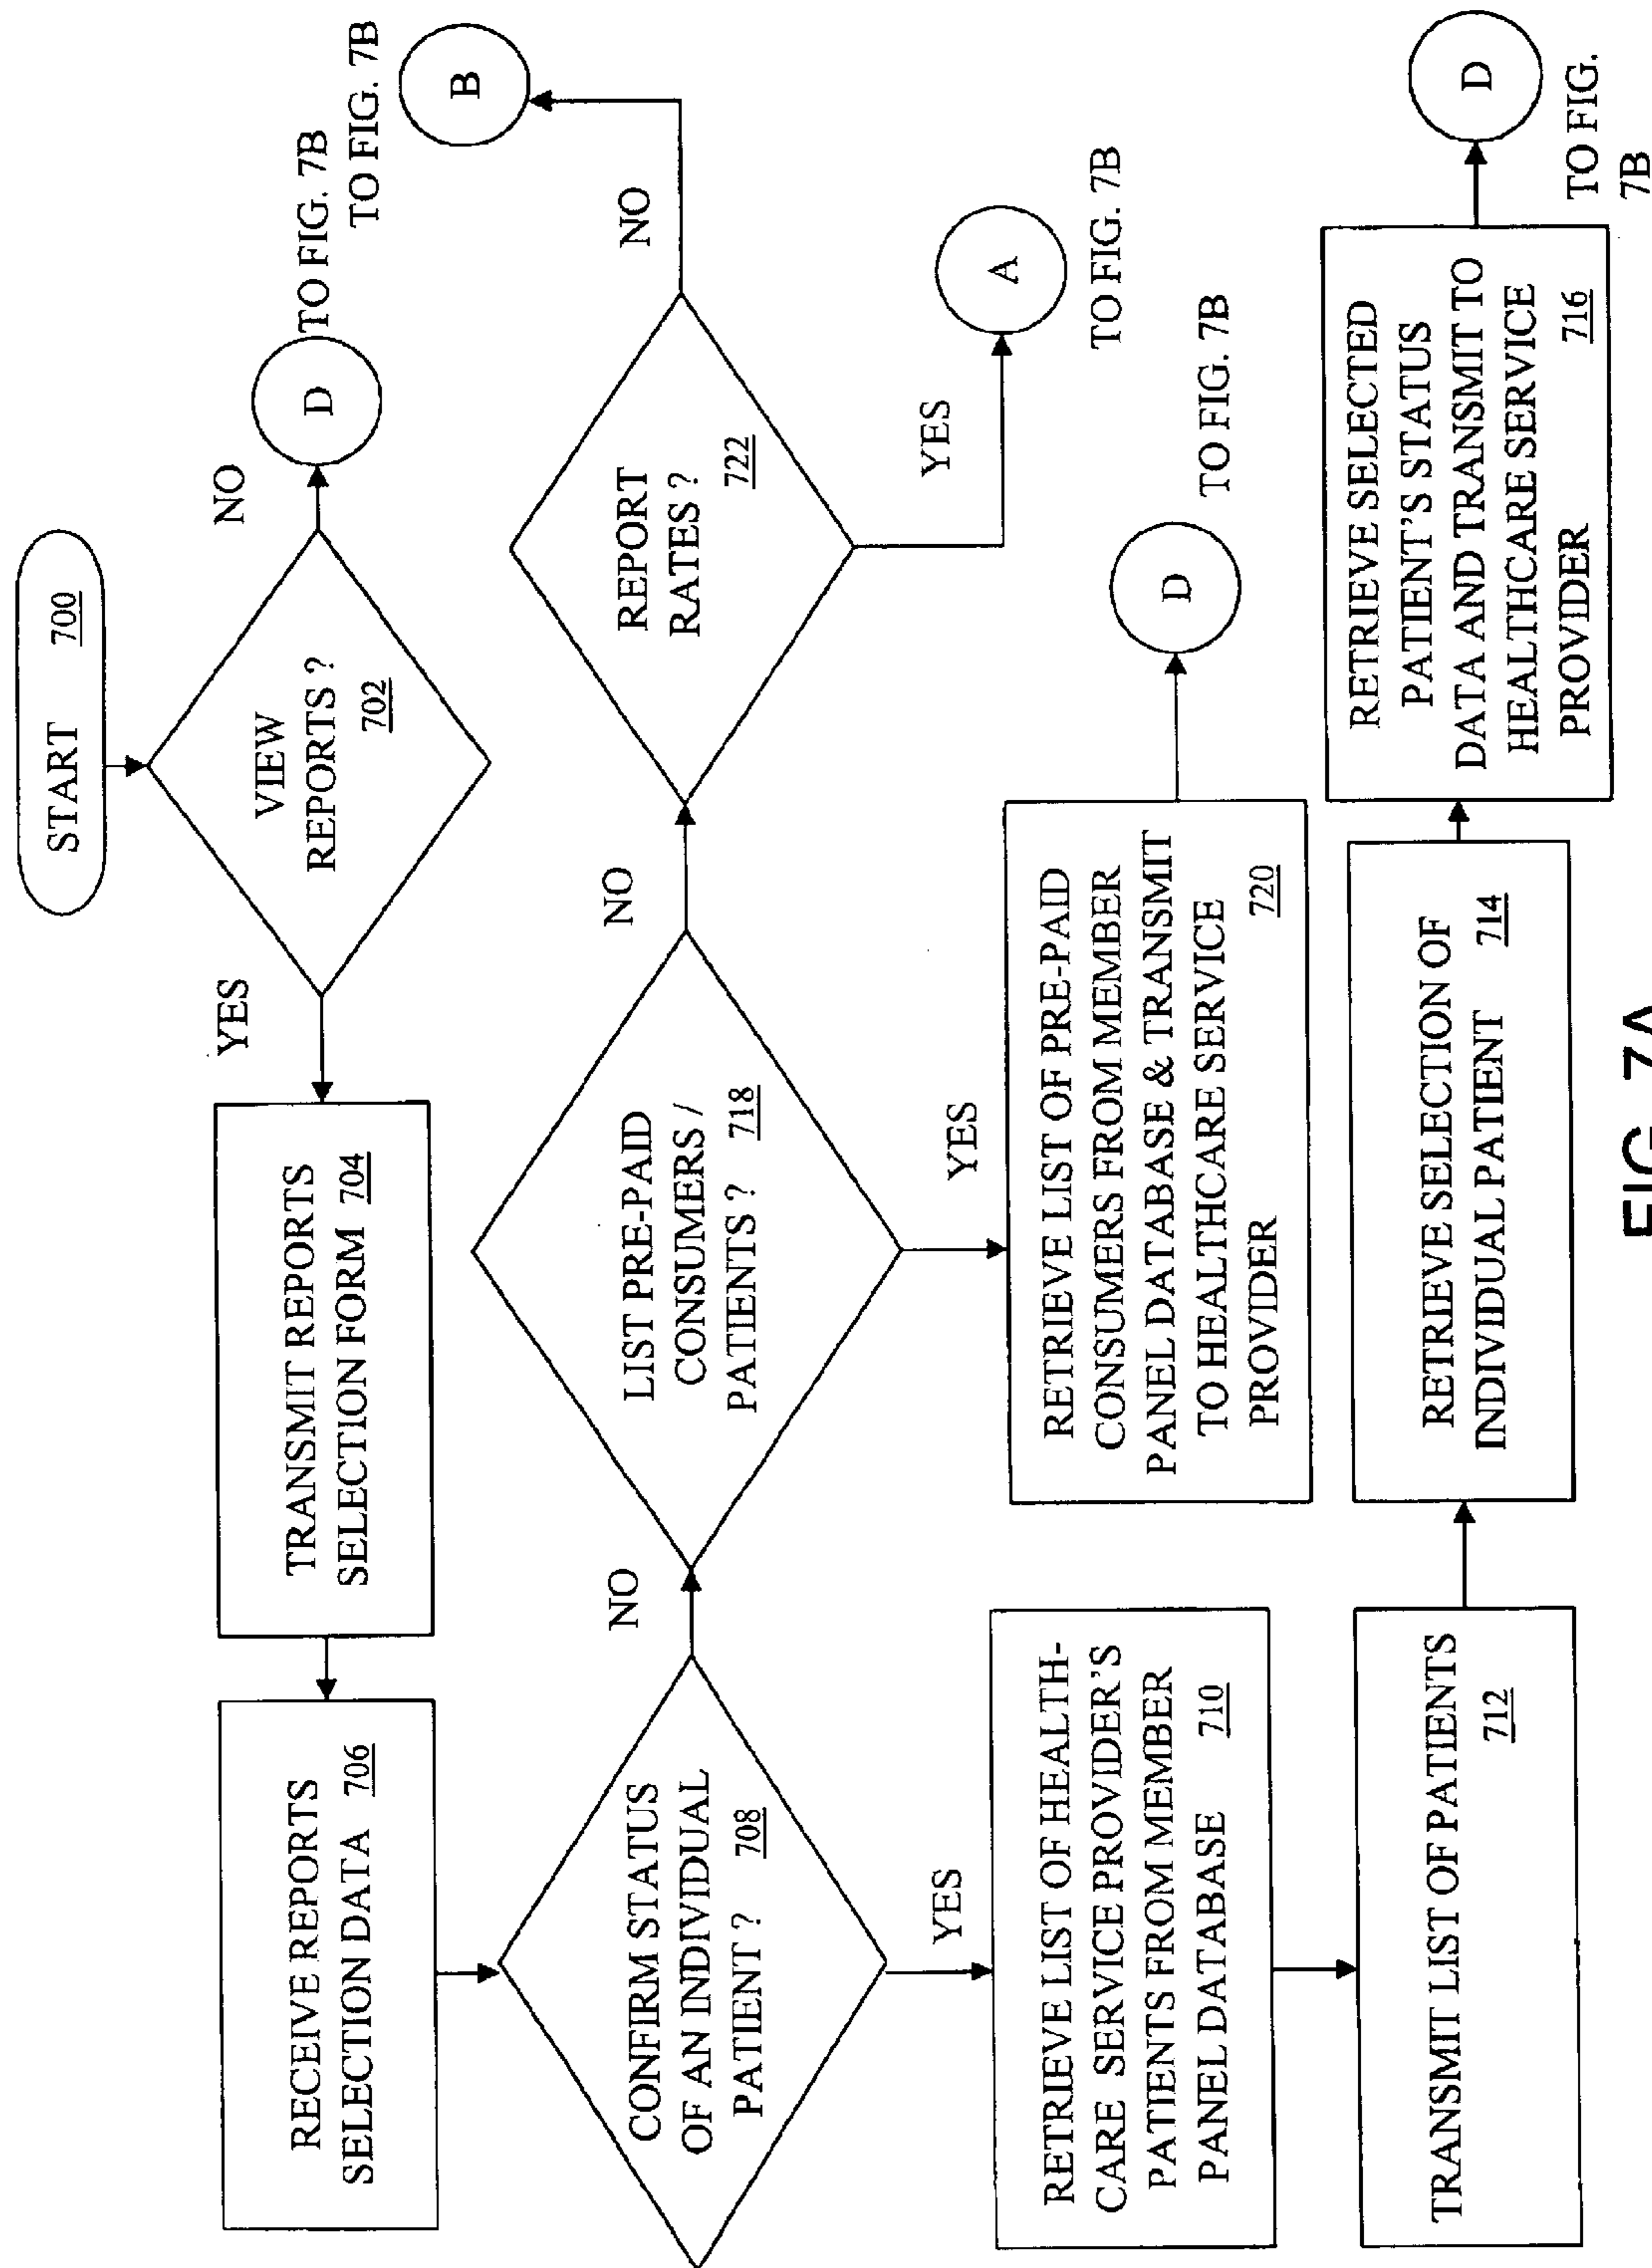 START 700
VIEW
REPORTS ?
702
NO
D
TO FIG. 7B
YES
TRANSMIT REPORTS
SELECTION FORM 704
RECEIVE REPORTS
SELECTION DATA 706
CONFIRM STATUS
OF AN INDIVIDUAL
PATIENT ? 708
NO
LIST PRE-PAID
CONSUMERS /
PATIENTS ? 718
NO
REPORT
RATES ? 722
NO
TO FIG. 7B
B
YES
A
TO FIG. 7B
YES
RETRIEVE LIST OF PRE-PAID
CONSUMERS FROM MEMBER
PANEL DATABASE & TRANSMIT
TO HEALTHCARE SERVICE
PROVIDER 720
D
TO FIG. 7B
YES
RETRIEVE LIST OF HEALTH-
CARE SERVICE PROVIDER'S
PATIENTS FROM MEMBER
PANEL DATABASE 710
TRANSMIT LIST OF PATIENTS
712
RETRIEVE SELECTION OF
INDIVIDUAL PATIENT 714
RETRIEVE SELECTED
PATIENT'S STATUS
DATA AND TRANSMIT TO
HEALTHCARE SERVICE
PROVIDER 716
D
TO FIG.
7B
FIG. 7A